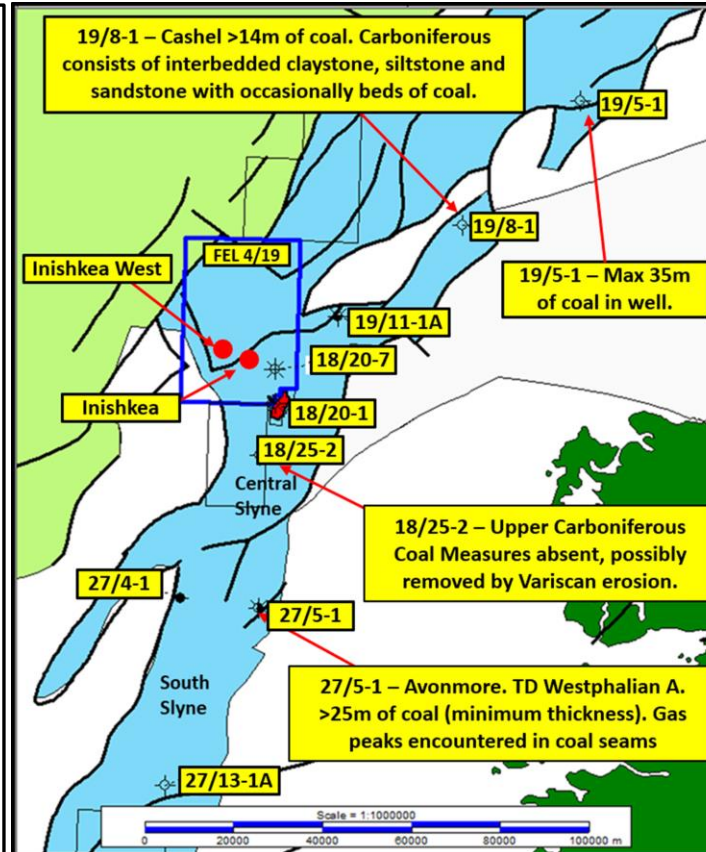 19/8-1 – Cashel >14m of coal. Carboniferous
consists of interbedded claystone, siltstone and
sandstone with occasionally beds of coal.
19/5-1
19/8-1
FEL 4/19
Inishkea West
19/5-1 – Max 35m
of coal in well.
19/11-1A
18/20-7
Inishkea
18/20-1
18/25-2
Central
Slyne
18/25-2 – Upper Carboniferous
Coal Measures absent, possibly
removed by Variscan erosion.
27/4-1
27/5-1
South
Slyne
27/5-1 – Avonmore. TD Westphalian A.
>25m of coal (minimum thickness). Gas
peaks encountered in coal seams
27/13-1A
Scale = 1:1000000
0 20000 40000 60000 80000 100000 m